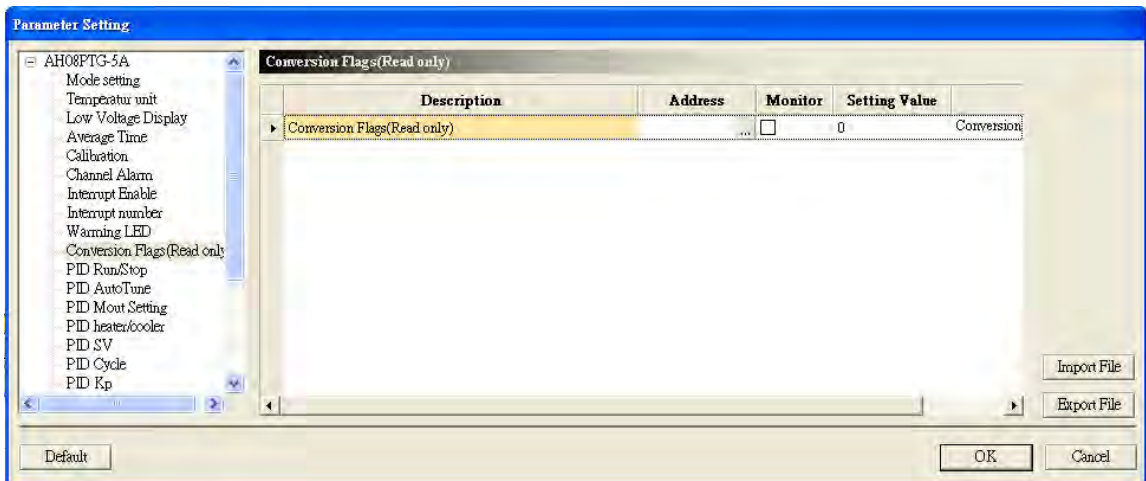 Parameter Setting
AH08PTG-5A
Mode setting
Temperatur unit
Low Voltage Display
Average Time
Calibration
Channel Alarm
Interrupt Enable
Interrupt number
Warming LED
Conversion Flags(Read only
PID Run/Stop
PID AutoTune
PID Mout Setting
PID heater/cooler
PID SV
PID Cycle
PID Kp
Conversion Flags(Read only)
Description Address Monitor Setting Value
Conversion Flags(Read only) ... 0 Conversion
Import File
Export File
Default OK Cancel